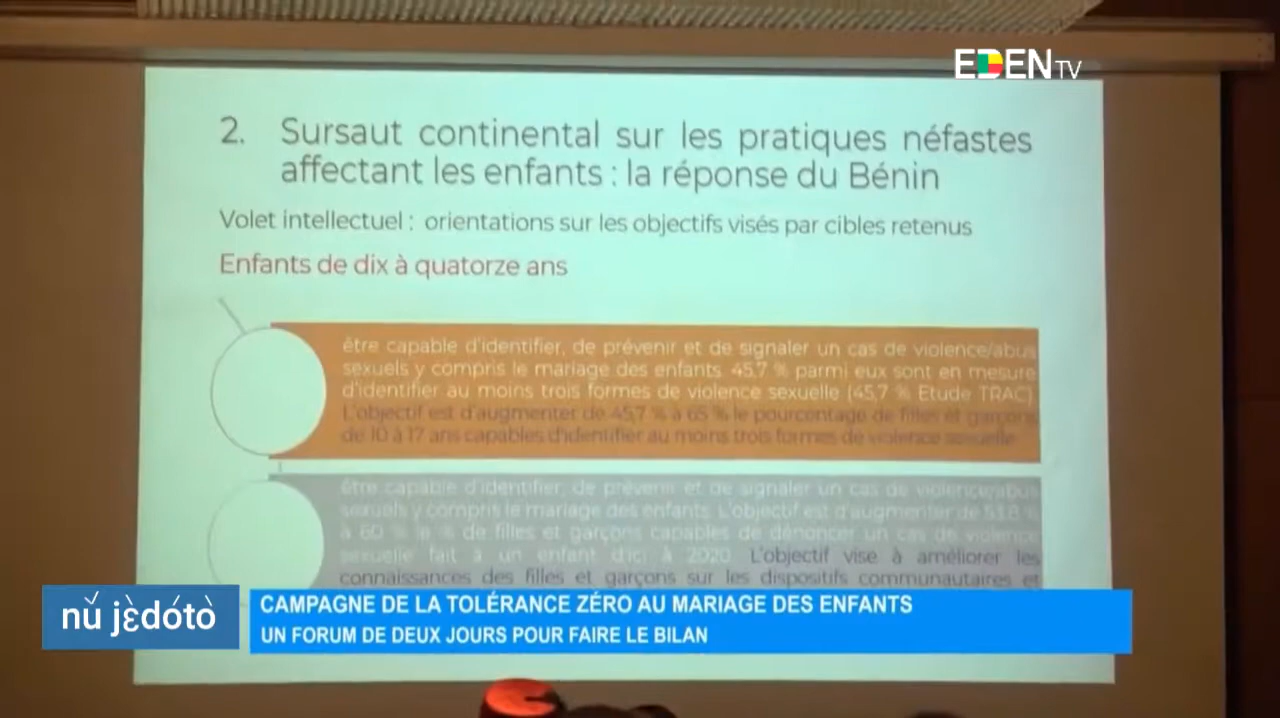 EDEN TV
2. Sursaut continental sur les pratiques néfastes
affectant les enfants : la réponse du Bénin
Volet intellectuel : orientations sur les objectifs visés par cibles retenus
Enfants de dix à quatorze ans
être capable d'identifier, de prévenir et de signaler un cas de violence/abus
sexuels y compris le mariage des enfants. 45,7 % parmi eux sont en mesure
d'identifier au moins trois formes de violence sexuelle (45,7 % Etude TRAC)
L'objectif est d'augmenter de 45,7 % à 65 % le pourcentage de filles et garçons
de 10 à 17 ans capables d'identifier au moins trois formes de violence sexuelle
être capable d'identifier, de prévenir et de signaler un cas de violence/abus
sexuels y compris le mariage des enfants. L'objectif est d'augmenter de 53,8 %
à 60 % le % de filles et garçons capables de dénoncer un cas de violence
sexuelle fait à un enfant d'ici à 2020. L'objectif vise à améliorer les
connaissances des filles et garçons sur les dispositifs communautaires et
nǔ jɛ̀dótò
CAMPAGNE DE LA TOLÉRANCE ZÉRO AU MARIAGE DES ENFANTS
UN FORUM DE DEUX JOURS POUR FAIRE LE BILAN